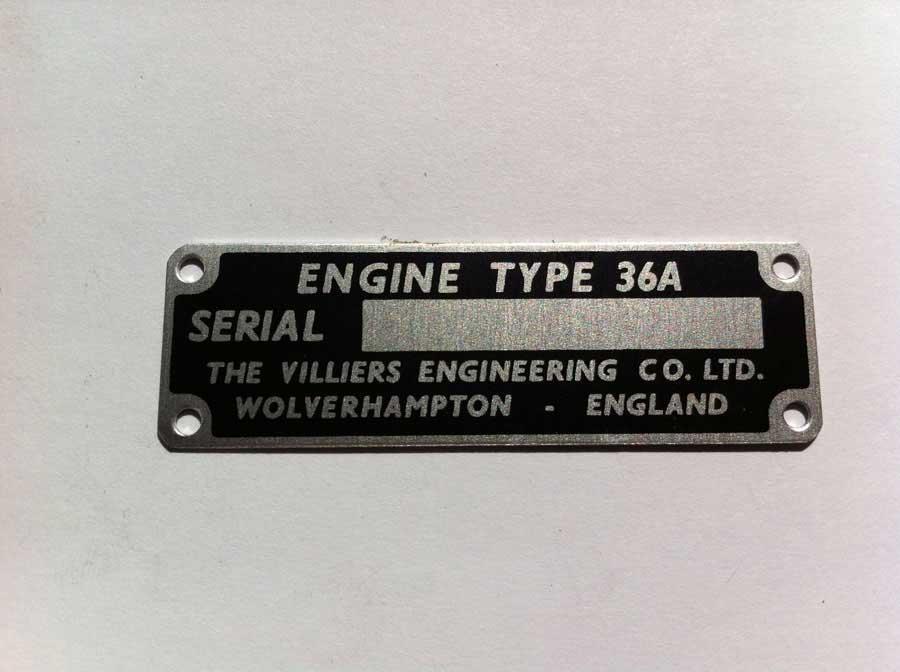 ENGINE TYPE 36A
SERIAL
THE VILLIERS ENGINEERING CO. LTD.
WOLVERHAMPTON - ENGLAND